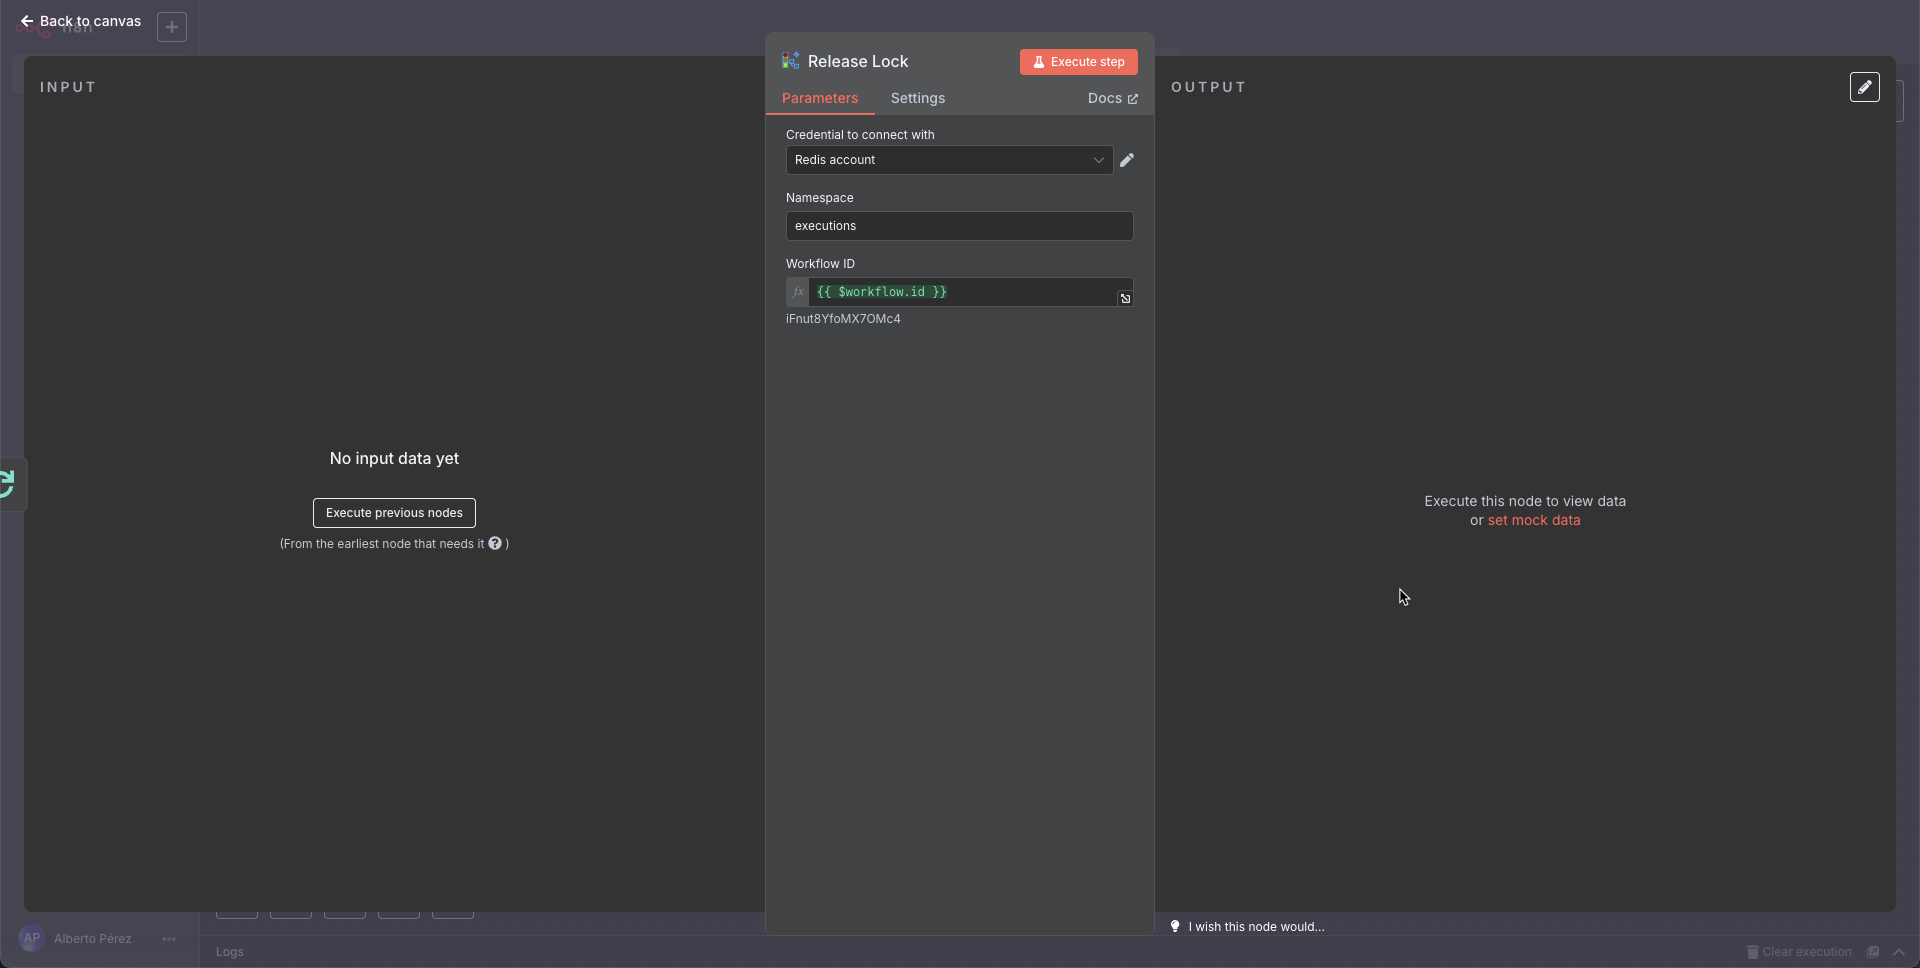 Back to canvas
n8n
Release Lock
Execute step
INPUT
OUTPUT
Parameters
Settings
Docs
Credential to connect with
Redis account
Namespace
executions
Workflow ID
fx
{{ $workflow.id }}
iFnut8YfoMX7OMc4
No input data yet
Execute previous nodes
(From the earliest node that needs it ? )
Execute this node to view data
or set mock data
I wish this node would...
AP
Alberto Pérez
Logs
Clear execution